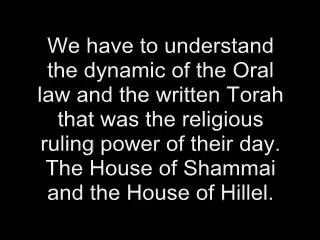 We have to understand
the dynamic of the Oral
law and the written Torah
that was the religious
ruling power of their day.
The House of Shammai
and the House of Hillel.